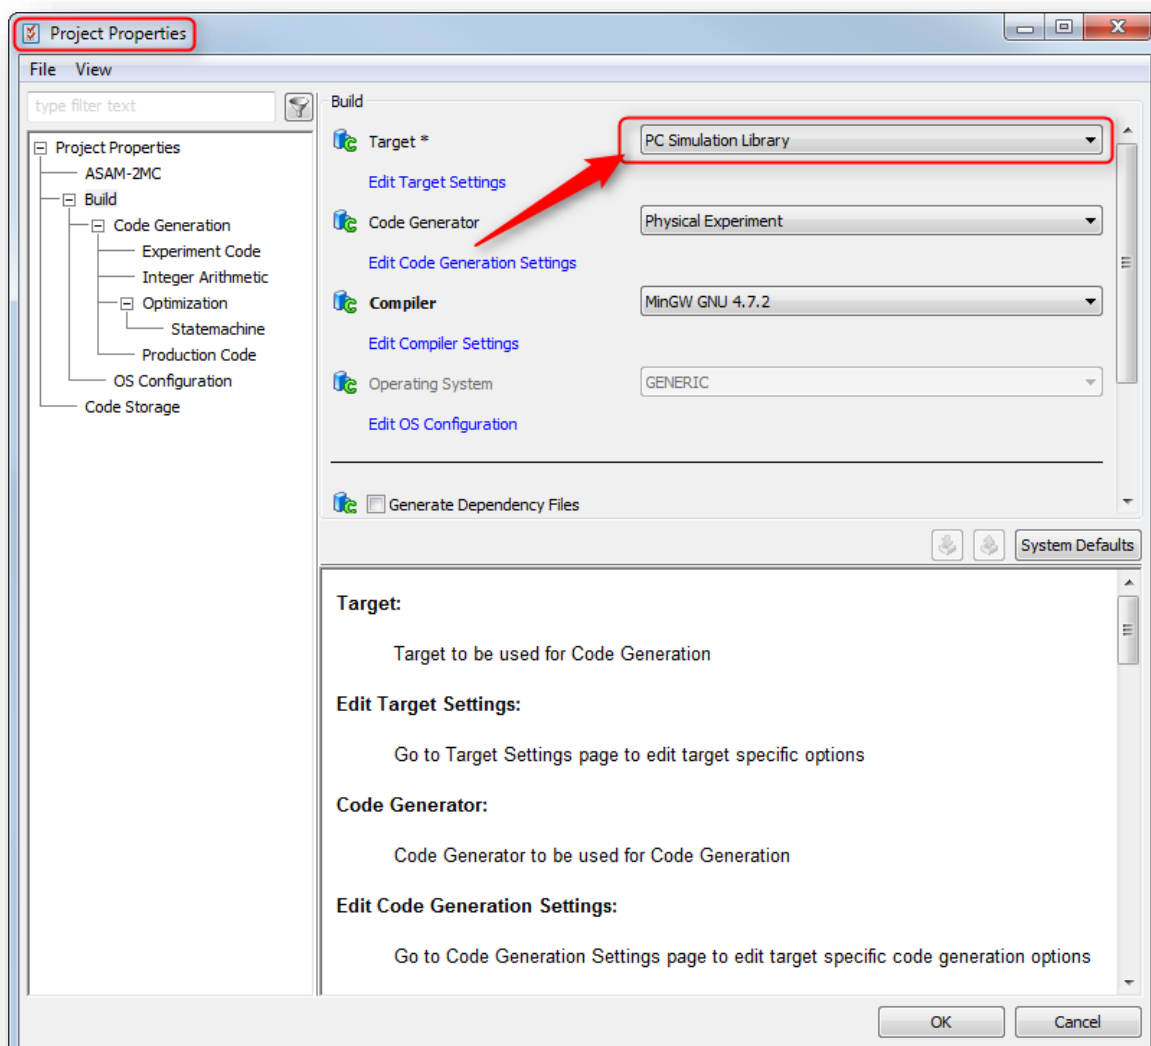 Project Properties
File View
type filter text
Project Properties
ASAM-2MC
Build
Code Generation
Experiment Code
Integer Arithmetic
Optimization
Statemachine
Production Code
OS Configuration
Code Storage
Build
Target * PC Simulation Library
Edit Target Settings
Code Generator Physical Experiment
Edit Code Generation Settings
Compiler MinGW GNU 4.7.2
Edit Compiler Settings
Operating System GENERIC
Edit OS Configuration
Generate Dependency Files
System Defaults
Target:
Target to be used for Code Generation
Edit Target Settings:
Go to Target Settings page to edit target specific options
Code Generator:
Code Generator to be used for Code Generation
Edit Code Generation Settings:
Go to Code Generation Settings page to edit target specific code generation options
OK Cancel